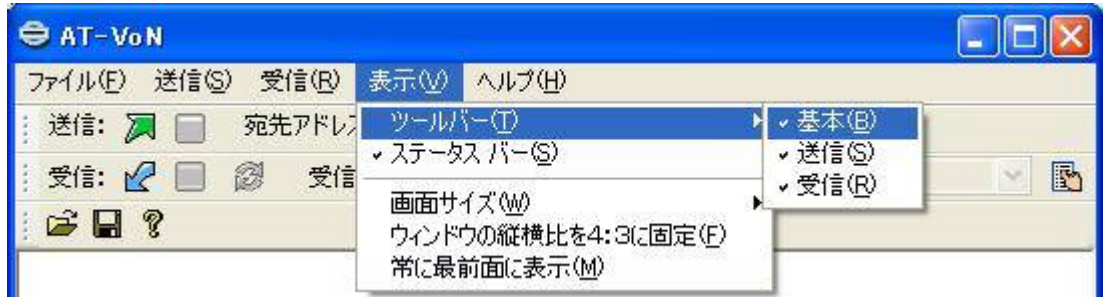 AT-VoN
ファイル(F) 送信(S) 受信(R) 表示(V) ヘルプ(H)
送信: 宛先アドレ
ツールバー(T)
基本(B)
ステータス バー(S)
送信(S)
受信: 受信
受信(R)
画面サイズ(W)
ウィンドウの縦横比を4:3に固定(F)
常に最前面に表示(M)